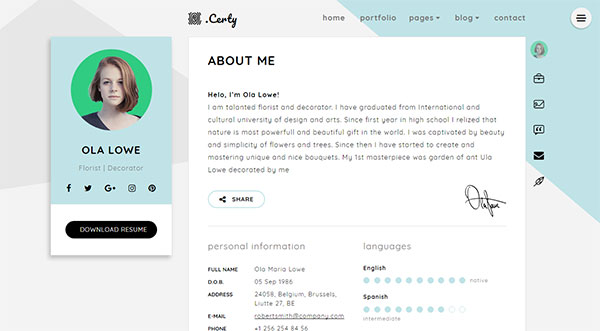 .Certy
home portfolio pages blog contact
OLA LOWE
Florist | Decorator
DOWNLOAD RESUME
ABOUT ME
Helo, I'm Ola Lowe!
I am talanted florist and decorator. I have graduated from International and
cultural university of design and arts. Since first year in high school I relized that
nature is most powerfull and beautiful gift in the world. I was captivated by beauty
and simplicity of flowers and trees. Since then I have started to create and
mastering unique and nice bouquets. My 1st masterpiece was garden of ant Ula
Lowe decorated by me
SHARE
personal information
FULL NAME Ola Maria Lowe
D.O.B. 05 Sep 1986
ADDRESS 24058, Belgium, Brussels,
Liutte 27, BE
E-MAIL robertsmith@company.com
PHONE +1 256 254 84 56
languages
English
native
Spanish
intermediate